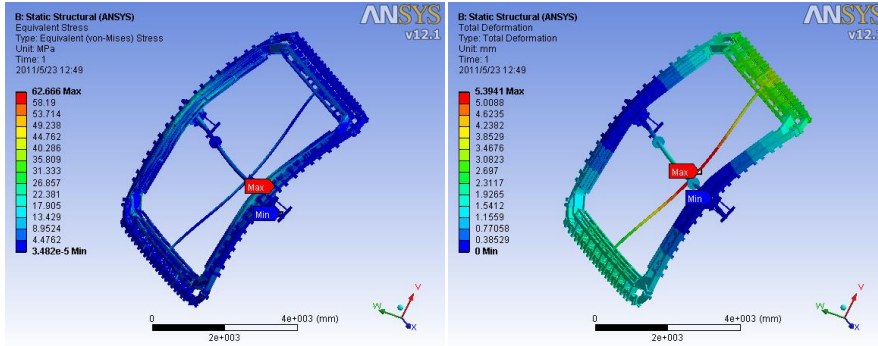 B: Static Structural (ANSYS)
Equivalent Stress
Type: Equivalent (von-Mises) Stress
Unit: MPa
Time: 1
2011/5/23 12:49
ANSYS
v12.1
62.666 Max
58.19
53.714
49.238
44.762
40.286
35.809
31.333
26.857
22.381
17.905
13.429
8.9524
4.4762
3.482e-5 Min
Max
Min
0
4e+003 (mm)
2e+003
Y
X
B: Static Structural (ANSYS)
Total Deformation
Type: Total Deformation
Unit: mm
Time: 1
2011/5/23 12:49
ANSYS
v12.1
5.3941 Max
5.0088
4.6235
4.2382
3.8529
3.4676
3.0823
2.697
2.3117
1.9265
1.5412
1.1559
0.77058
0.38529
0 Min
Max
Min
0
4e+003 (mm)
2e+003
Y
X